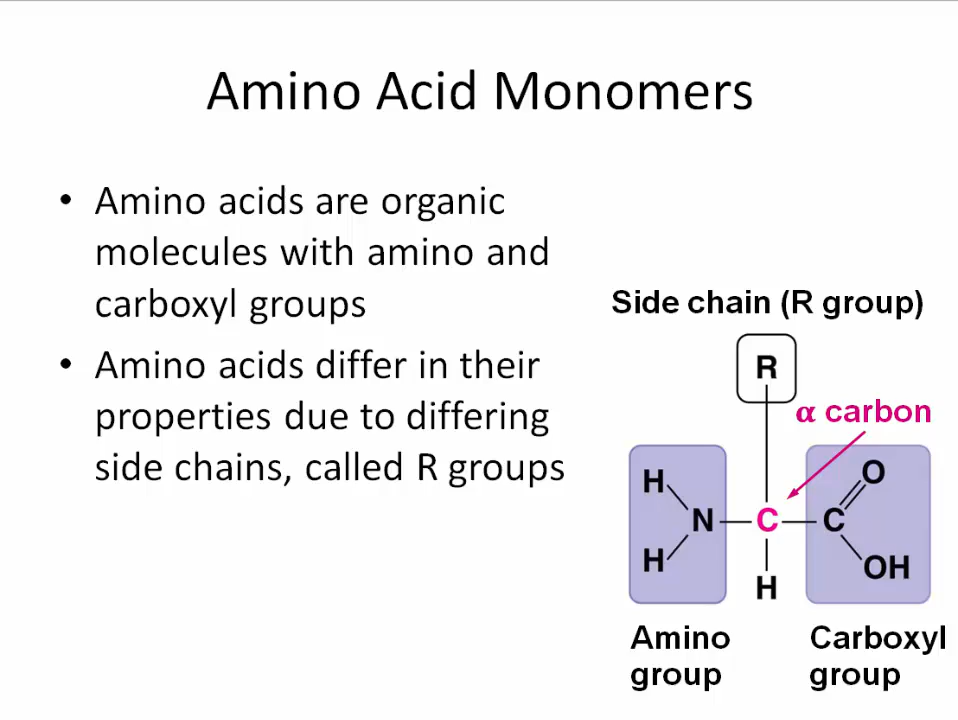 Amino Acid Monomers
• Amino acids are organic
molecules with amino and
carboxyl groups
• Amino acids differ in their
properties due to differing
side chains, called R groups
Side chain (R group)
R
α carbon
H
O
N
C
C
H
OH
H
Amino
group
Carboxyl
group